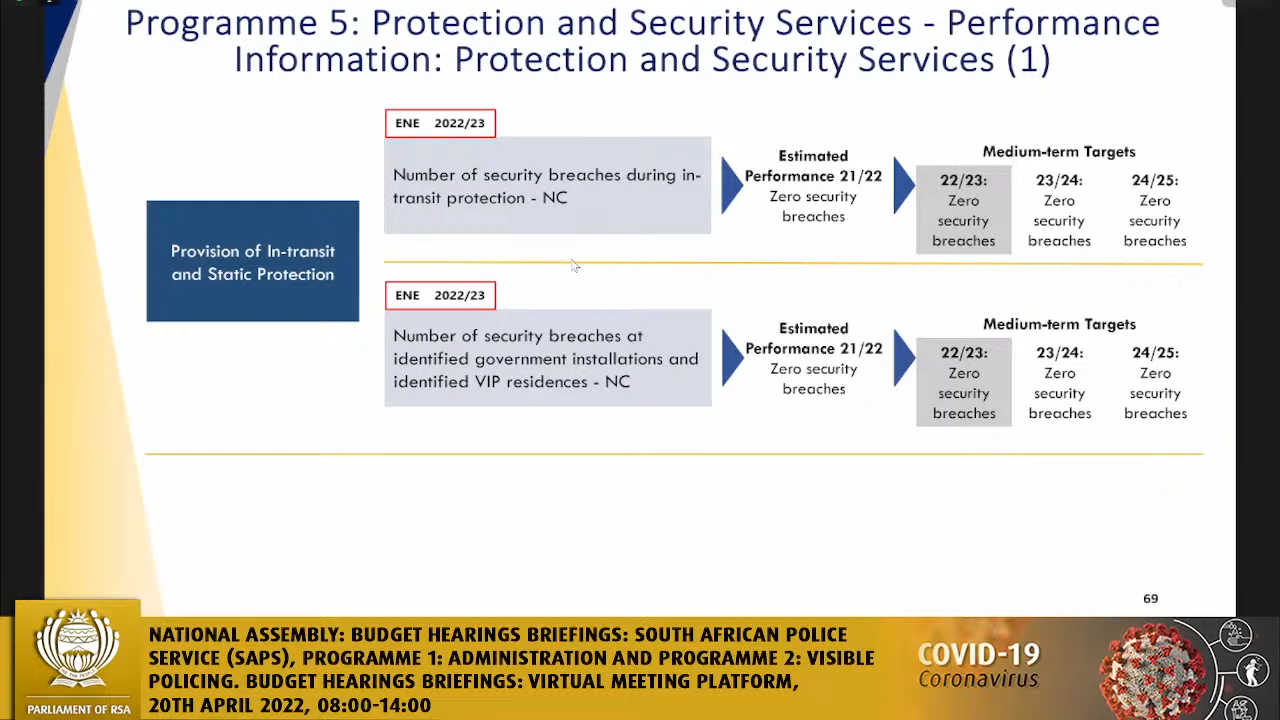 Programme 5: Protection and Security Services - Performance
Information: Protection and Security Services (1)
ENE 2022/23
Number of security breaches during in-
transit protection - NC
Estimated
Performance 21/22
Zero security
breaches
Medium-term Targets
22/23:
Zero
security
breaches
23/24:
Zero
security
breaches
24/25:
Zero
security
breaches
Provision of In-transit
and Static Protection
ENE 2022/23
Number of security breaches at
identified government installations and
identified VIP residences - NC
Estimated
Performance 21/22
Zero security
breaches
Medium-term Targets
22/23:
Zero
security
breaches
23/24:
Zero
security
breaches
24/25:
Zero
security
breaches
69
PARLIAMENT OF RSA
NATIONAL ASSEMBLY: BUDGET HEARINGS BRIEFINGS: SOUTH AFRICAN POLICE
SERVICE (SAPS), PROGRAMME 1: ADMINISTRATION AND PROGRAMME 2: VISIBLE
POLICING. BUDGET HEARINGS BRIEFINGS: VIRTUAL MEETING PLATFORM,
20TH APRIL 2022, 08:00-14:00
COVID-19
Coronavirus